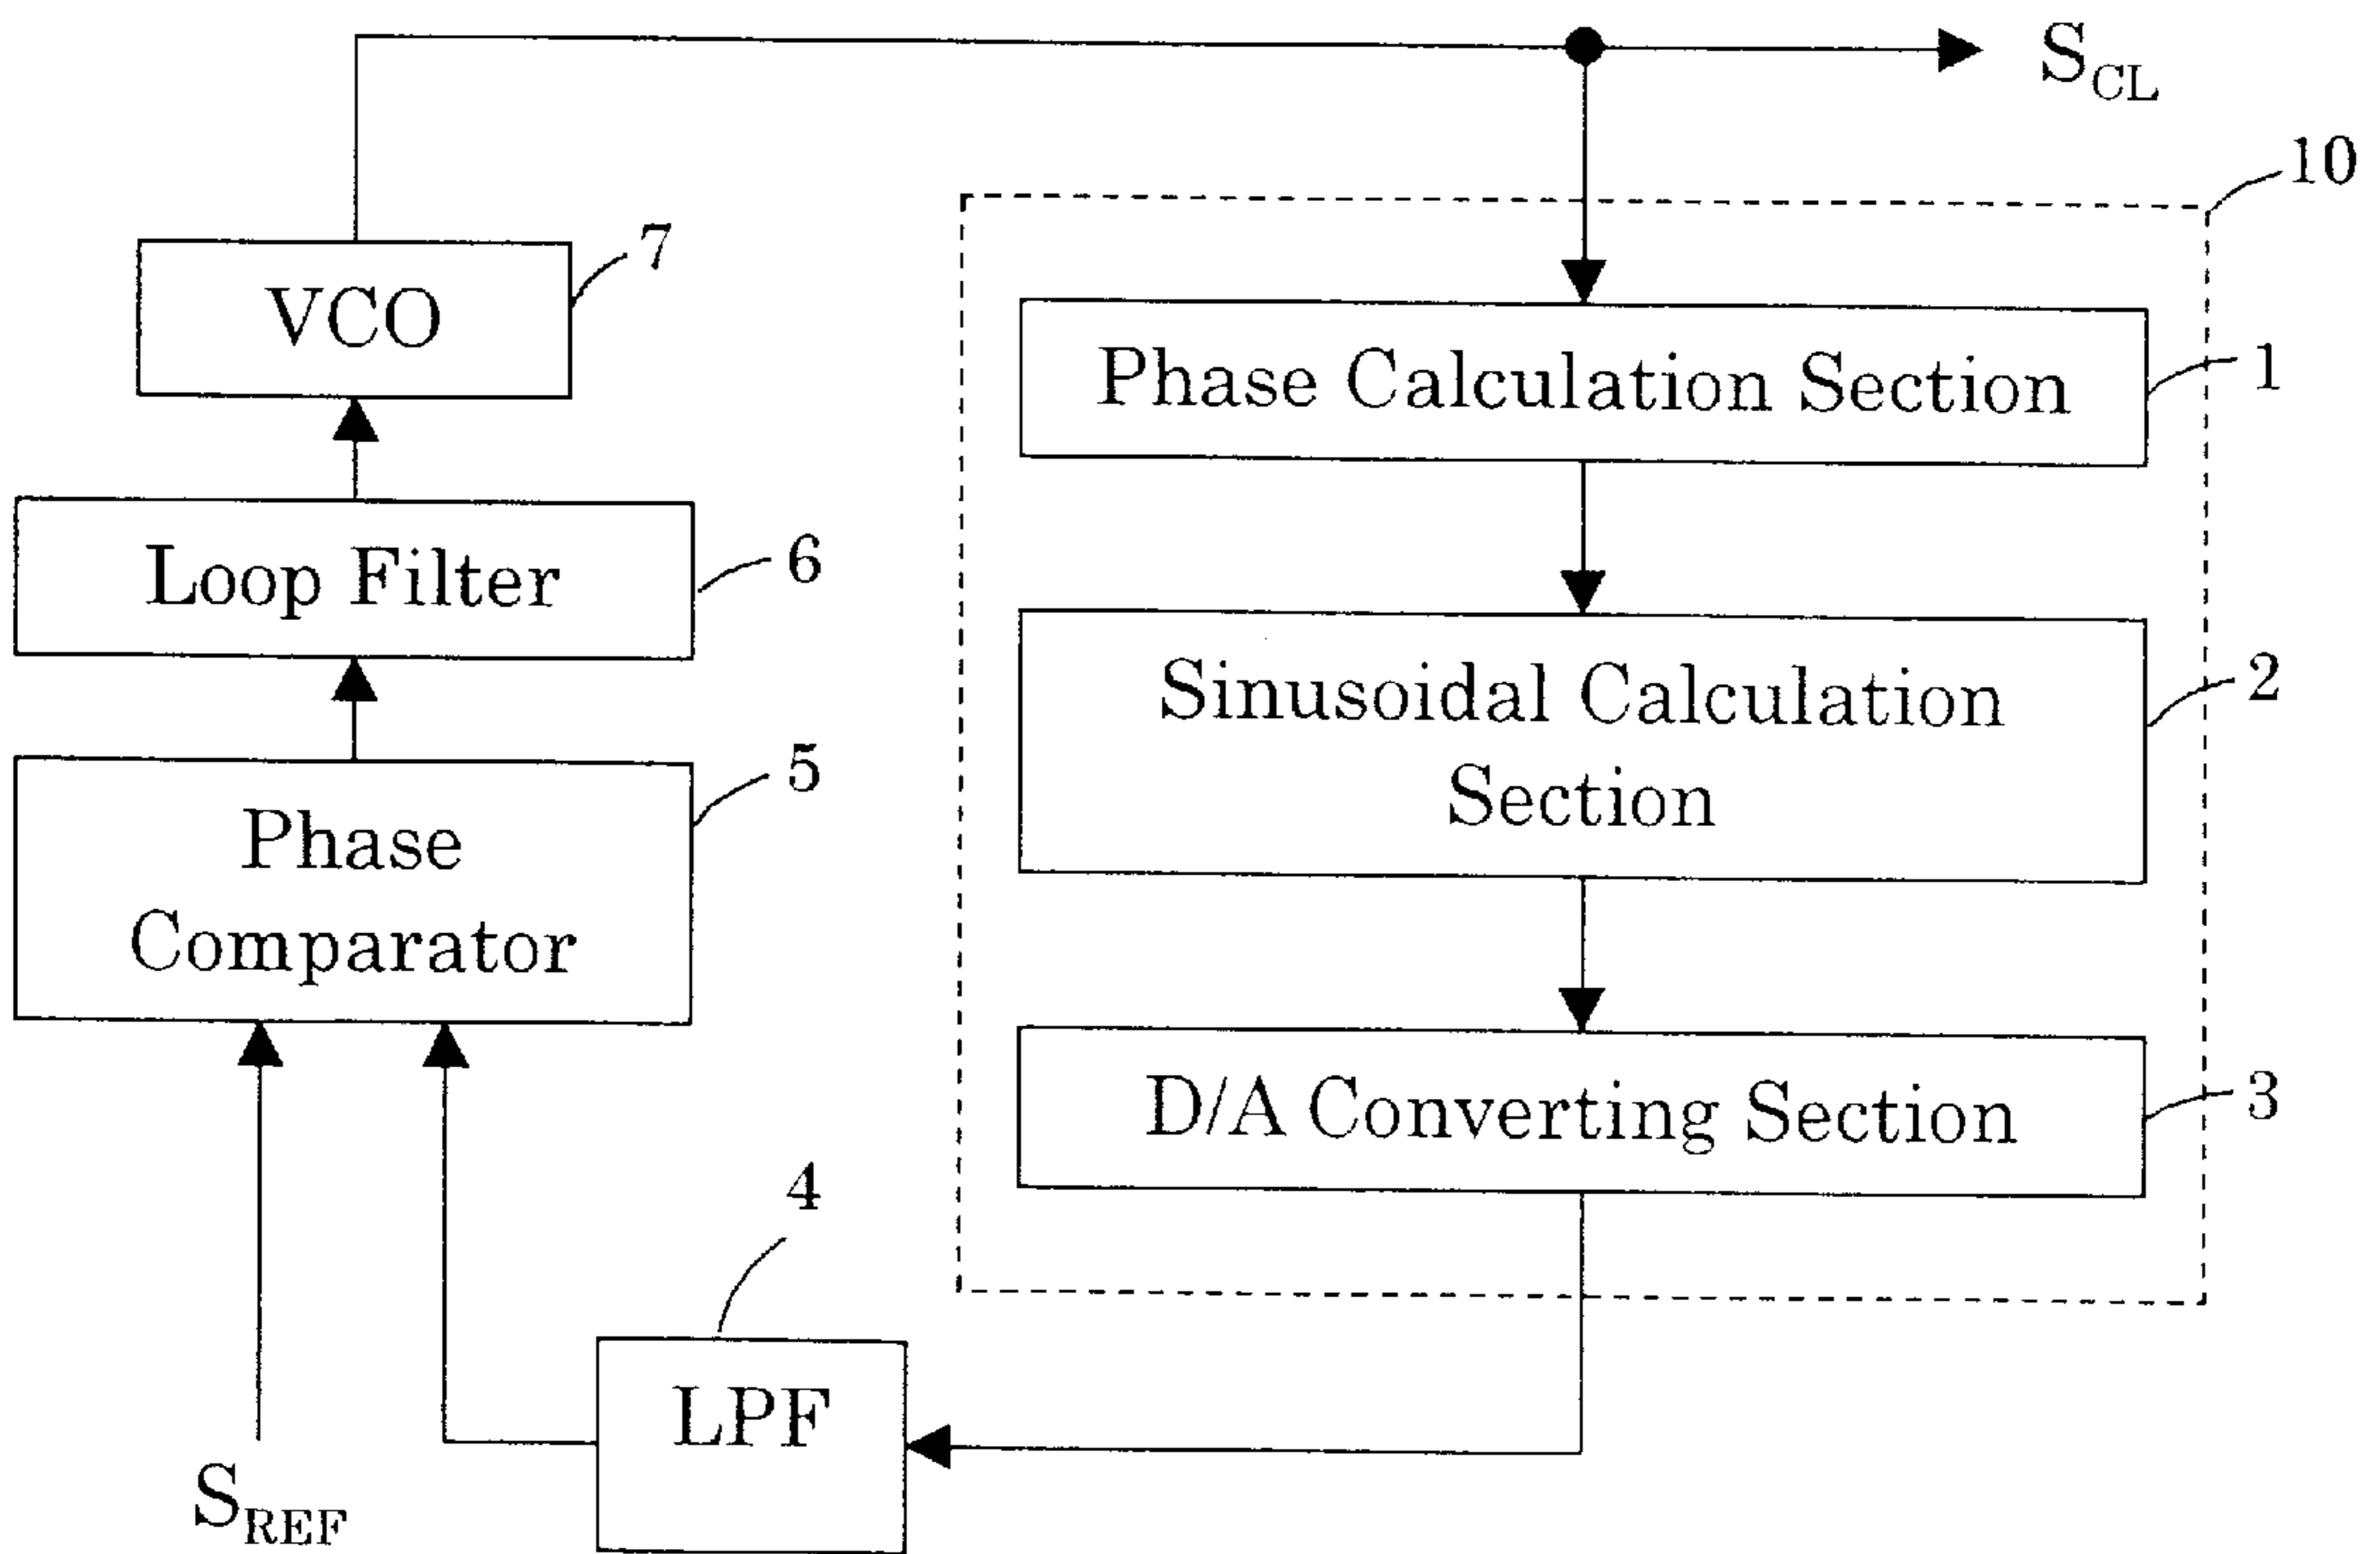 S_CL
10
VCO
7
Phase Calculation Section
1
Loop Filter
6
Sinusoidal Calculation
Section
2
Phase
Comparator
5
D/A Converting Section
3
4
LPF
S_REF